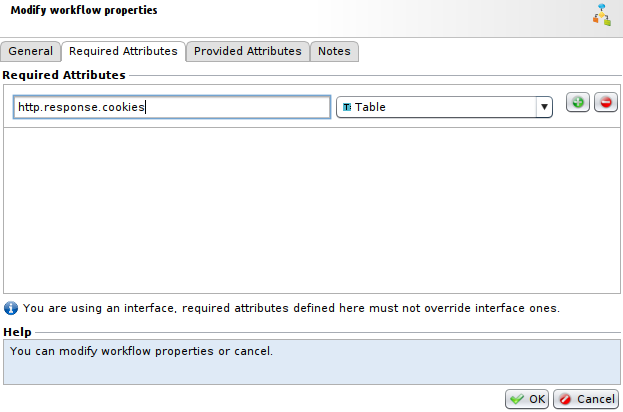 Modify workflow properties
General Required Attributes Provided Attributes Notes
Required Attributes
http.response.cookies Table
You are using an interface, required attributes defined here must not override interface ones.
Help
You can modify workflow properties or cancel.
OK Cancel